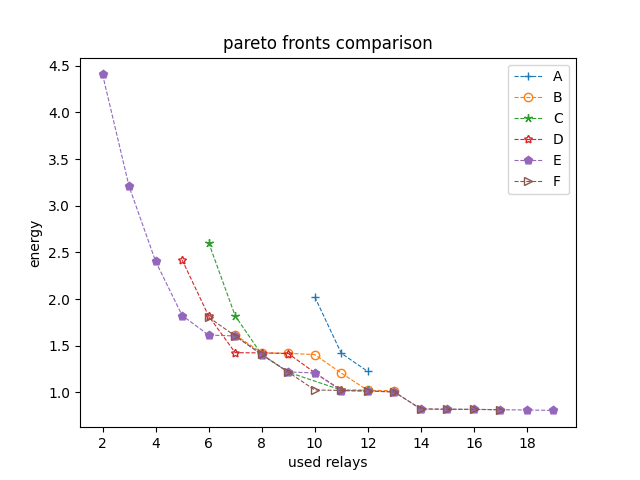 pareto fronts comparison
4.5
4.0
3.5
3.0
2.5
2.0
1.5
1.0
energy
A
B
C
D
E
F
2 4 6 8 10 12 14 16 18
used relays